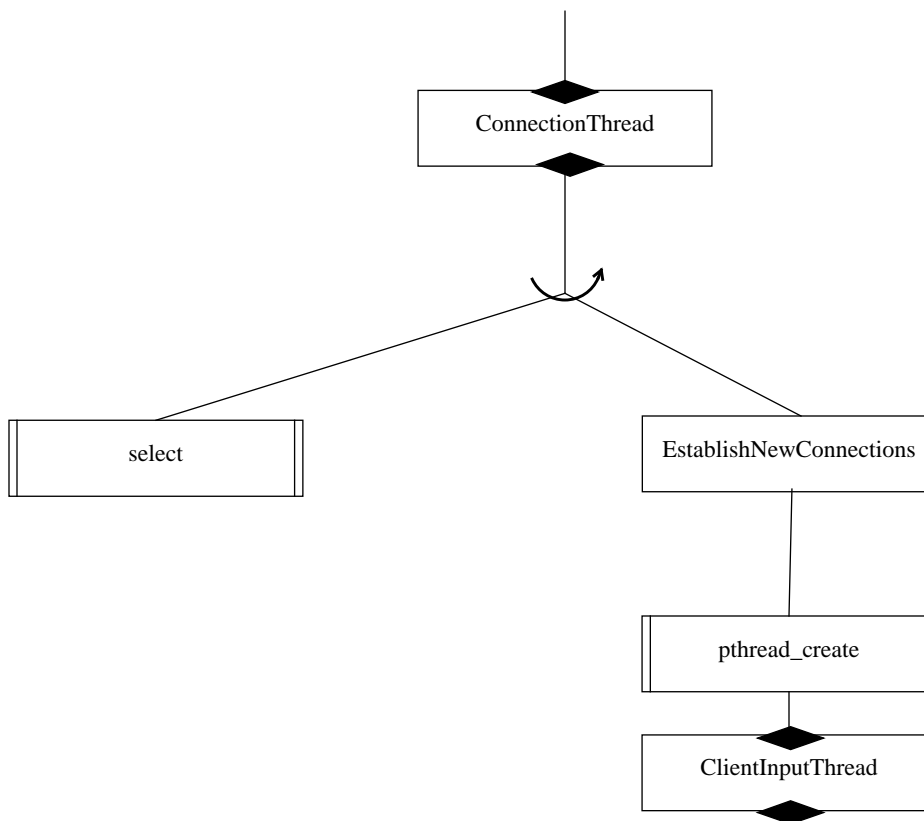 ConnectionThread
select
EstablishNewConnections
pthread_create
ClientInputThread